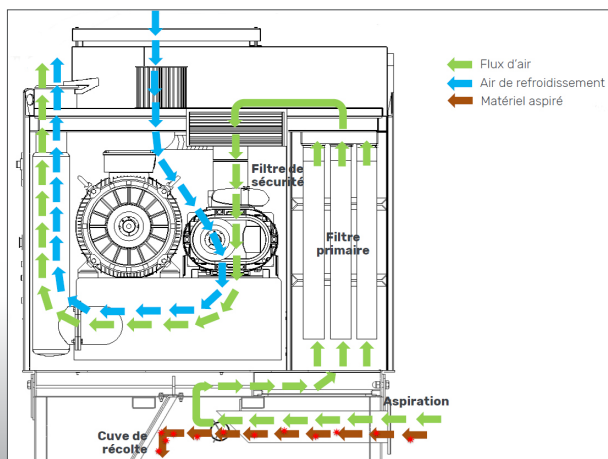 Flux d'air
Air de refroidissement
Matériel aspiré
Filtre de
sécurité
Filtre
primaire
Aspiration
Cuve de
récolte